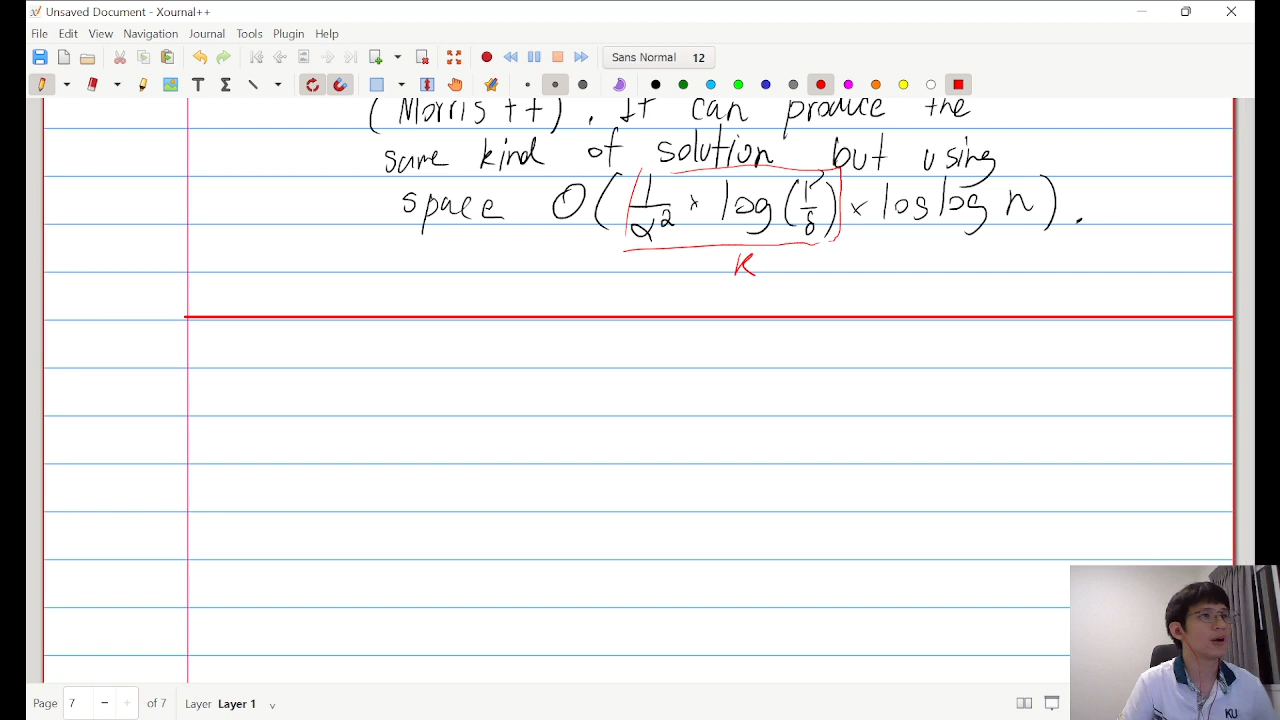 Unsaved Document - Xournal++
File Edit View Navigation Journal Tools Plugin Help
Sans Normal 12
(Morris ++). It can produce the
same kind of solution but using
space O(1/α² × log(1/δ) × log log n).
K
Page 7 of 7 Layer Layer 1
KU